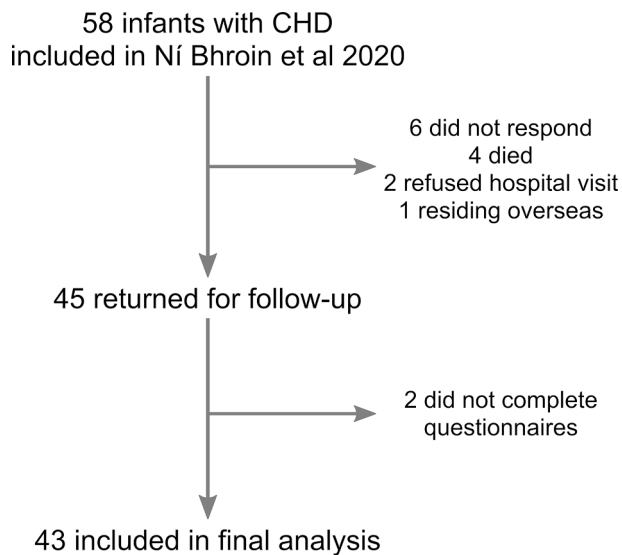 58 infants with CHD
included in Ní Bhroin et al 2020
6 did not respond
4 died
2 refused hospital visit
1 residing overseas
45 returned for follow-up
2 did not complete
questionnaires
43 included in final analysis